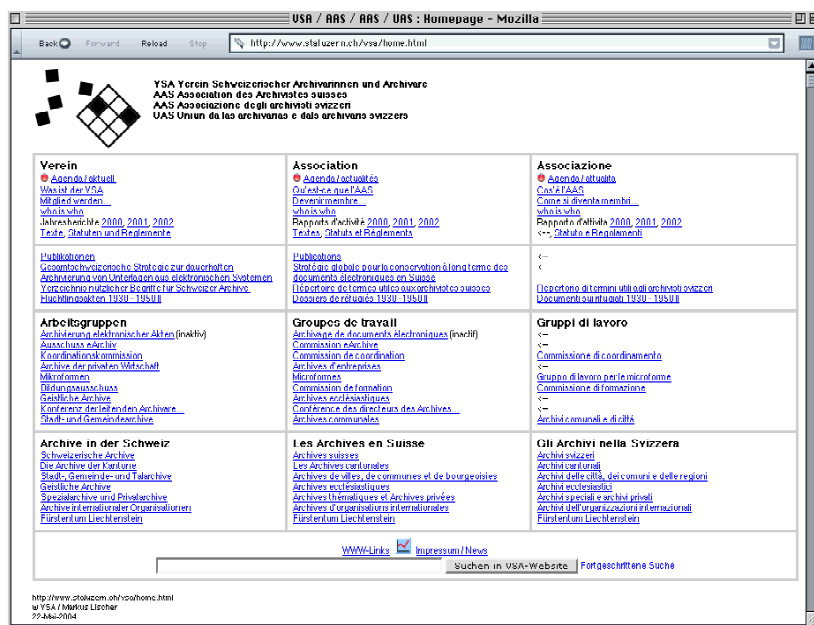 VSA / AAS / AAS / UAS : Homepage - Mozilla
Back Forward Reload Stop http://www.staluzern.ch/vsa/home.html
VSA Verein Schweizerischer Archivarinnen und Archivare
AAS Association des Archivistes suisses
AAS Associazione degli archivisti svizzeri
UAS Uniun da las archivarias e dals archivaris svizzers
Verein
Agenda / aktuell
Was ist der VSA
Mitglied werden...
who is who
Jahresberichte 2000, 2001, 2002
Texte, Statuten und Reglemente
Association
Agenda / actualités
Qu'est-ce que l'AAS
Devenir membre...
who is who
Rapports d'activité 2000, 2001, 2002
Textes, Statuts et Réglements
Associazione
Agenda / attualita
Cos'è l'AAS
Come si diventa membri...
who is who
Rapporto d'attivita 2000, 2001, 2002
<--, Statuto e Regolamenti
Publikationen
Gesamtschweizerische Strategie zur dauerhaften
Archivierung von Unterlagen aus elektronischen Systemen
Verzeichnis nützlicher Begriffe für Schweizer Archive
Flüchtlingsakten 1930 - 1950 II
Publications
Stratégie globale pour la conservation à long terme des
documents électroniques en Suisse
Répertoire de termes utiles aux archivistes suisses
Dossiers de réfugiés 1930 - 1950 II
<--
<
Repertorio di termini utili agli archivisti svizzeri
Documenti sui rifugiati 1930 - 1950 II
Arbeitsgruppen
Archivierung elektronischer Akten (inaktiv)
Ausschuss eArchiv
Koordinationskommission
Archive der privaten Wirtschaft
Mikroformen
Bildungsausschuss
Geistliche Archive
Konferenz der leitenden Archivare...
Stadt- und Gemeindearchive
Groupes de travail
Archivage de documents électroniques (inactif)
Commission eArchive
Commission de coordination
Archives d'entreprises
Microformes
Commission de formation
Archives ecclésiastiques
Conférence des directeurs des Archives...
Archives communales
Gruppi di lavoro
<--
<--
Commissione di coordinamento
<--
Gruppo di lavoro per le microforme
Commissione di formazione
<--
<--
Archivi comunali e di città
Archive in der Schweiz
Schweizerische Archive
Die Archive der Kantone
Stadt-, Gemeinde- und Talarchive
Geistliche Archive
Spezialarchive und Privatarchive
Archive internationaler Organisationen
Fürstentum Liechtenstein
Les Archives en Suisse
Archives suisses
Les Archives cantonales
Archives de villes, de communes et de bourgeoisies
Archives ecclésiastiques
Archives thématiques et Archives privées
Archives d'organisations internationales
Fürstentum Liechtenstein
Gli Archivi nella Svizzera
Archivi svizzeri
Archivi cantonali
Archivi delle città, dei comuni e delle regioni
Archivi ecclesiastici
Archivi speciali e archivi privati
Archivi dell'organizzazioni internazionali
Fürstentum Liechtenstein
WWW-Links Impressum / News
Suchen in VSA-Website Fortgeschrittene Suche
http://www.staluzern.ch/vsa/home.html
VSA / Markus Lischer
22-Mai-2004